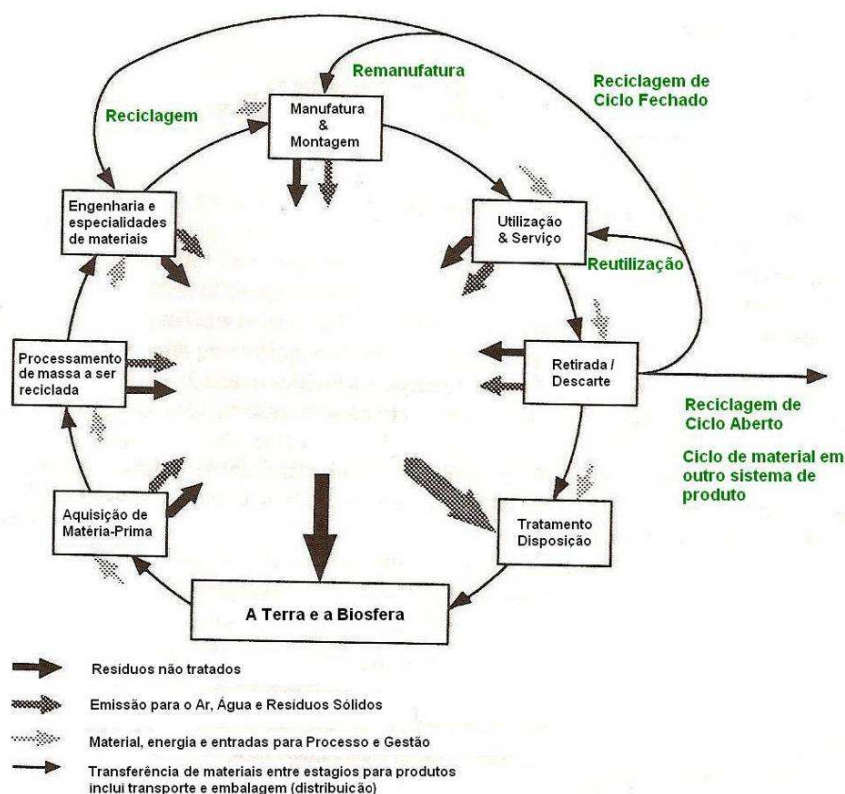 Remanufatura
Reciclagem de
Ciclo Fechado
Reciclagem
Manufatura
&
Montagem
Engenharia e
especialidades
de materiais
Utilização
& Serviço
Reutilização
Processamento
de massa a ser
reciclada
Retirada /
Descarte
Reciclagem de
Ciclo Aberto
Ciclo de material em
outro sistema de
produto
Aquisição de
Matéria-Prima
Tratamento
Disposição
A Terra e a Biosfera
Resíduos não tratados
Emissão para o Ar, Água e Resíduos Sólidos
Material, energia e entradas para Processo e Gestão
Transferência de materiais entre estagios para produtos
inclui transporte e embalagem (distribuicão)